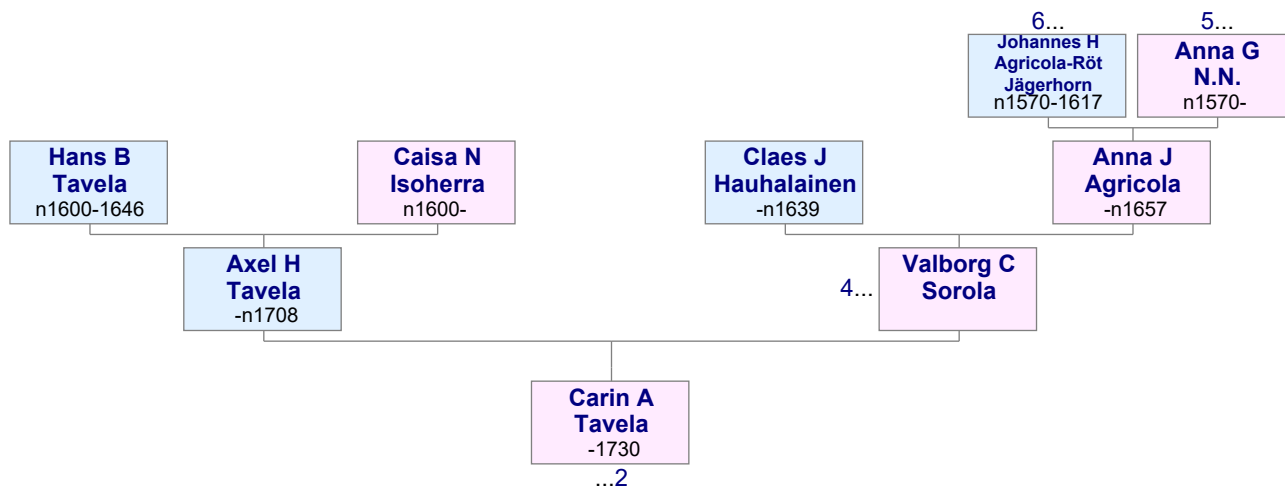 6...
5...
Johannes H
Agricola-Röt
Jägerhorn
n1570-1617
Anna G
N.N.
n1570-
Hans B
Tavela
n1600-1646
Caisa N
Isoherra
n1600-
Claes J
Hauhalainen
-n1639
Anna J
Agricola
-n1657
Axel H
Tavela
-n1708
4...
Valborg C
Sorola
Carin A
Tavela
-1730
...2